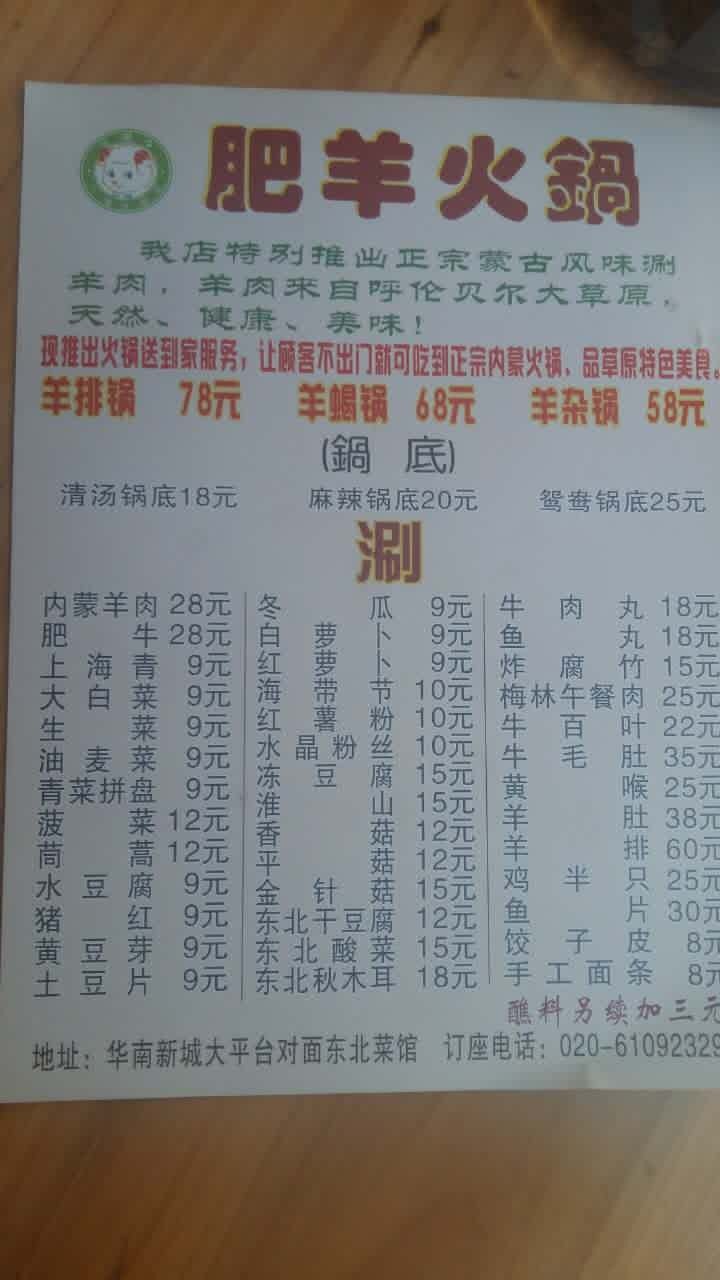 肥羊火鍋
我店特别推出正宗蒙古风味涮
羊肉，羊肉来自呼伦贝尔大草原，
天然、健康、美味！
现推出火锅送到家服务，让顾客不出门就可吃到正宗内蒙火锅、品草原特色美食。
羊排锅 78元 羊蝎锅 68元 羊杂锅 58元
(鍋 底)
清汤锅底18元 麻辣锅底20元 鸳鸯锅底25元
涮
内蒙羊肉 28元
肥牛 28元
上海青 9元
大白菜 9元
生菜 9元
油麦菜 9元
青菜拼盘 9元
菠菜 12元
茼蒿 12元
水豆腐 9元
猪红 9元
黄豆芽 9元
土豆片 9元
冬瓜 9元
白萝卜 9元
红萝卜 9元
海带节 10元
红薯粉 10元
水晶粉丝 10元
冻豆腐 15元
淮山 15元
香菇 12元
平菇 12元
金针菇 15元
东北干豆腐 12元
东北酸菜 15元
东北秋木耳 18元
牛肉丸 18元
鱼丸 18元
炸腐竹 15元
梅林午餐肉 25元
牛百叶 22元
牛毛肚 35元
黄喉 25元
羊肚 38元
羊排 60元
鸡半只 25元
鱼片 30元
饺子皮 8元
手工面条 8元
醮料另续加三元
地址：华南新城大平台对面东北菜馆 订座电话：020-61092329